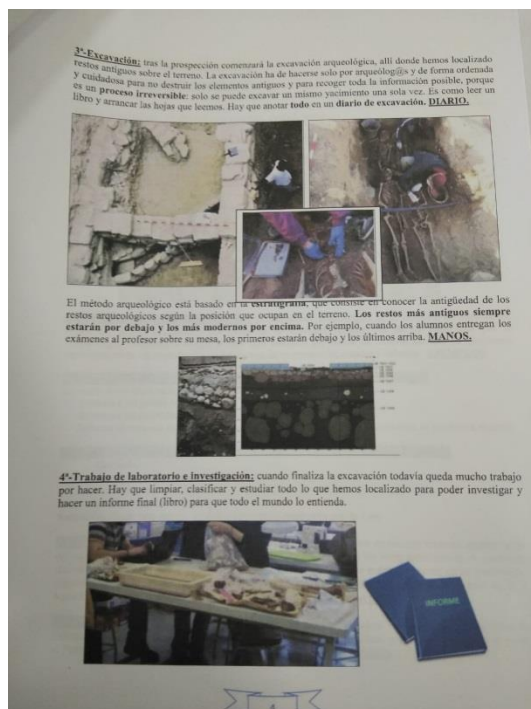 3ª-Excavación: tras la prospección comenzará la excavación arqueológica, allí donde hemos localizado
restos antiguos sobre el terreno. La excavación ha de hacerse solo por arqueólog@s y de forma ordenada
y cuidadosa para no destruir los elementos antiguos y para recoger toda la información posible, porque
es un proceso irreversible: solo se puede excavar un mismo yacimiento una sola vez. Es como leer un
libro y arrancar las hojas que leemos. Hay que anotar todo en un diario de excavación. DIARIO.
El método arqueológico está basado en la estratigrafía, que consiste en conocer la antigüedad de los
restos arqueológicos según la posición que ocupan en el terreno. Los restos más antiguos siempre
estarán por debajo y los más modernos por encima. Por ejemplo, cuando los alumnos entregan los
exámenes al profesor sobre su mesa, los primeros estarán debajo y los últimos arriba. MANOS.
4ª-Trabajo de laboratorio e investigación: cuando finaliza la excavación todavía queda mucho trabajo
por hacer. Hay que limpiar, clasificar y estudiar todo lo que hemos localizado para poder investigar y
hacer un informe final (libro) para que todo el mundo lo entienda.
INFORME